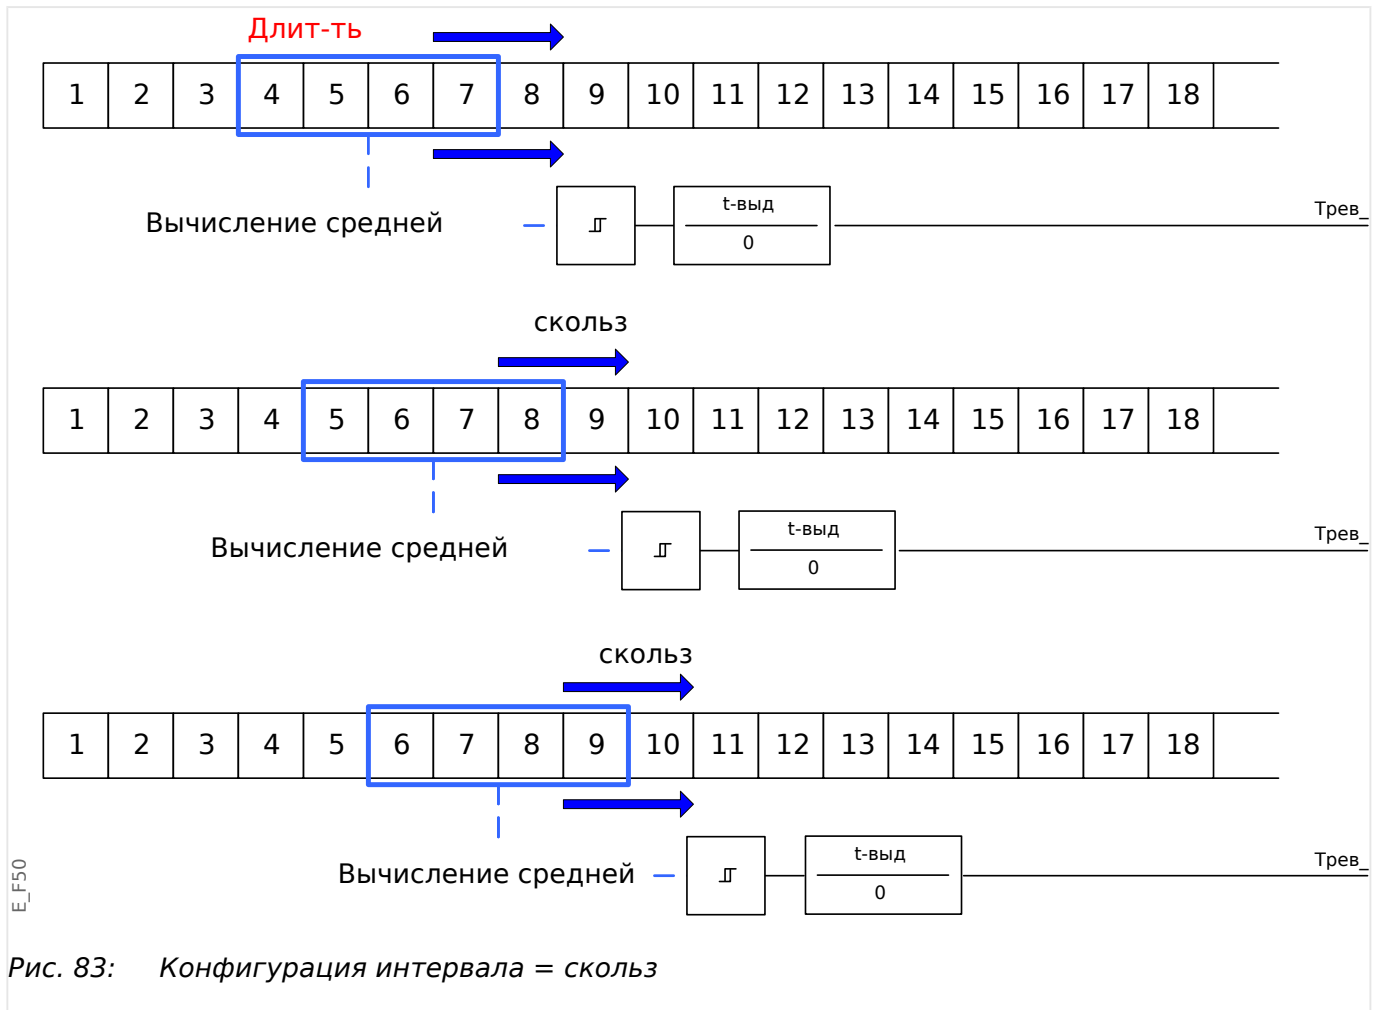 Длит-ть
1 2 3 4 5 6 7 8 9 10 11 12 13 14 15 16 17 18
t-выд
Трев_
Вычисление средней
0
скольз
1 2 3 4 5 6 7 8 9 10 11 12 13 14 15 16 17 18
t-выд
Трев_
Вычисление средней
0
скольз
1 2 3 4 5 6 7 8 9 10 11 12 13 14 15 16 17 18
t-выд
Трев_
Вычисление средней
0
E_F50
Рис. 83: Конфигурация интервала = скольз